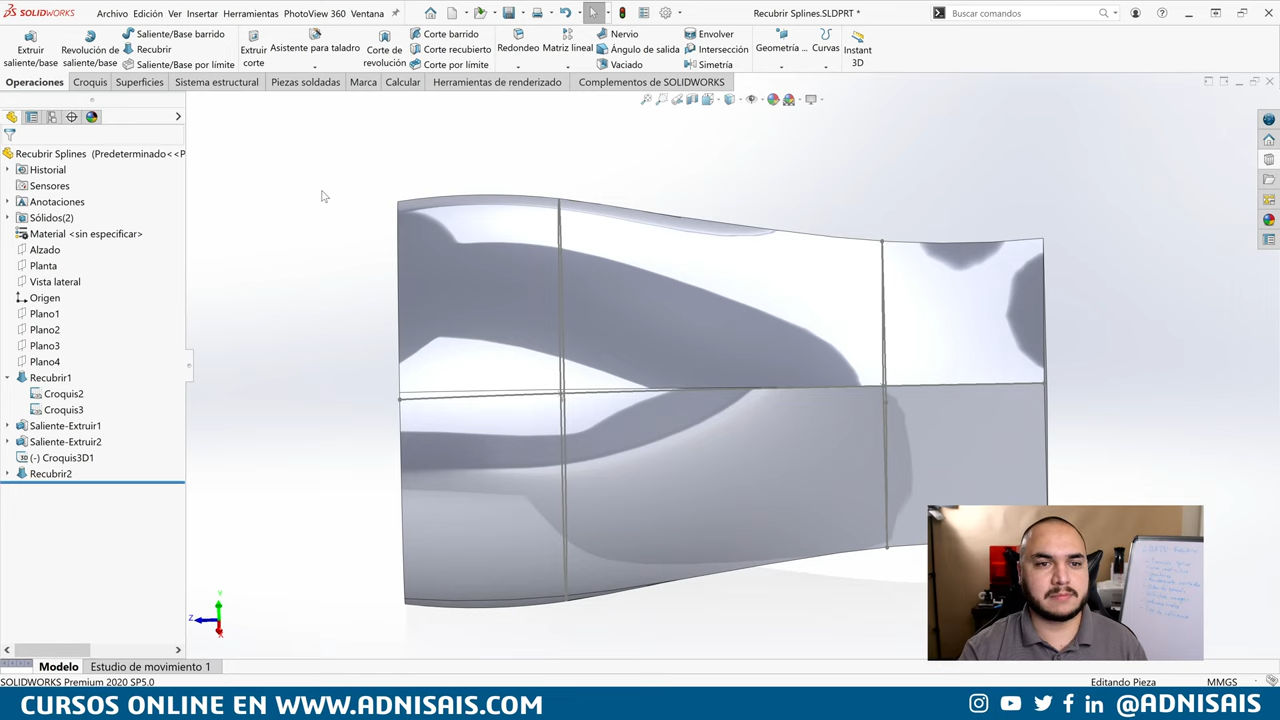 SOLIDWORKS Archivo Edición Ver Insertar Herramientas PhotoView 360 Ventana Recubrir Splines.SLDPRT * Buscar comandos
Extruir saliente/base
Revolución de saliente/base
Saliente/Base barrido
Recubrir
Saliente/Base por límite
Extruir corte
Asistente para taladro
Corte de revolución
Corte barrido
Corte recubierto
Corte por límite
Redondeo
Matriz lineal
Nervio
Ángulo de salida
Vaciado
Envolver
Intersección
Simetría
Geometría ...
Curvas
Instant 3D
Operaciones Croquis Superficies Sistema estructural Piezas soldadas Marca Calcular Herramientas de renderizado Complementos de SOLIDWORKS
Recubrir Splines (Predeterminado<<P
Historial
Sensores
Anotaciones
Sólidos(2)
Material <sin especificar>
Alzado
Planta
Vista lateral
Origen
Plano1
Plano2
Plano3
Plano4
Recubrir1
Croquis2
Croquis3
Saliente-Extruir1
Saliente-Extruir2
(-) Croquis3D1
Recubrir2
Y
Z
X
Modelo Estudio de movimiento 1
SOLIDWORKS Premium 2020 SP5.0 Editando Pieza MMGS
CURSOS ONLINE EN WWW.ADNISAIS.COM @ADNISAIS